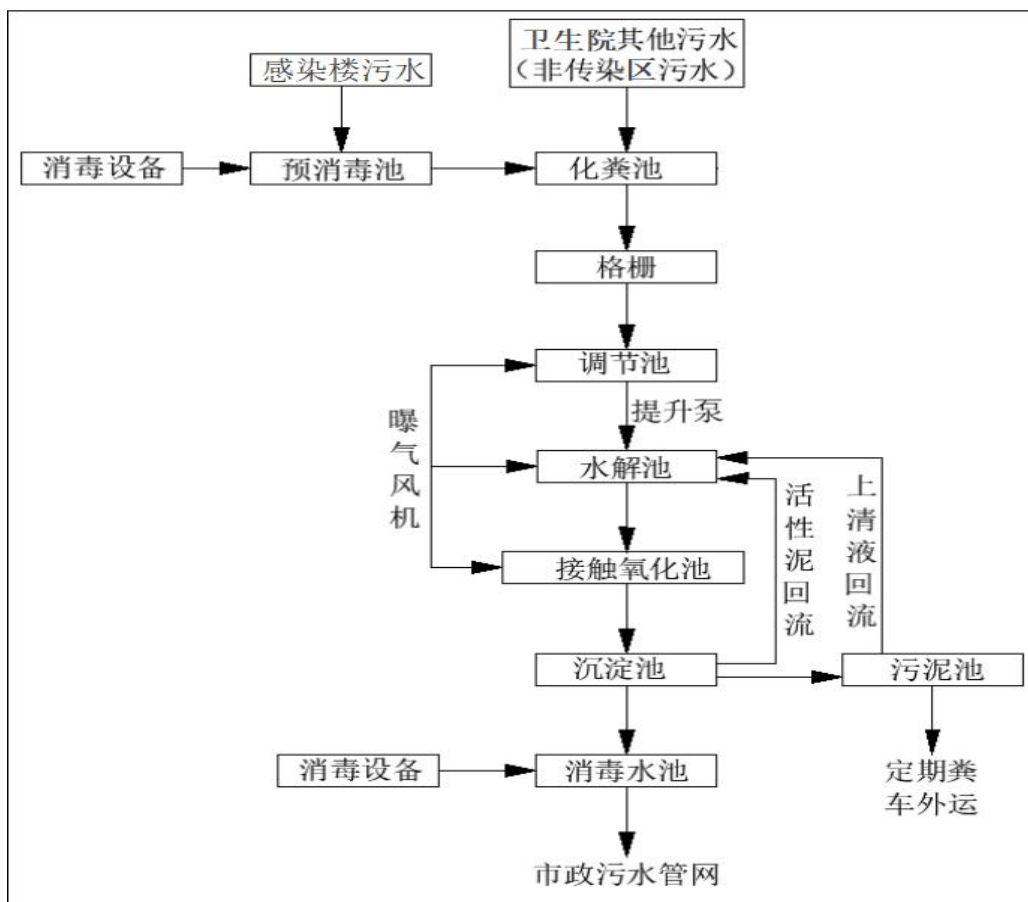 卫生院其他污水
（非传染区污水）
感染楼污水
消毒设备
预消毒池
化粪池
格栅
调节池
提升泵
曝气风机
水解池
活性泥回流
上清液回流
接触氧化池
沉淀池
污泥池
消毒设备
消毒水池
定期粪
车外运
市政污水管网